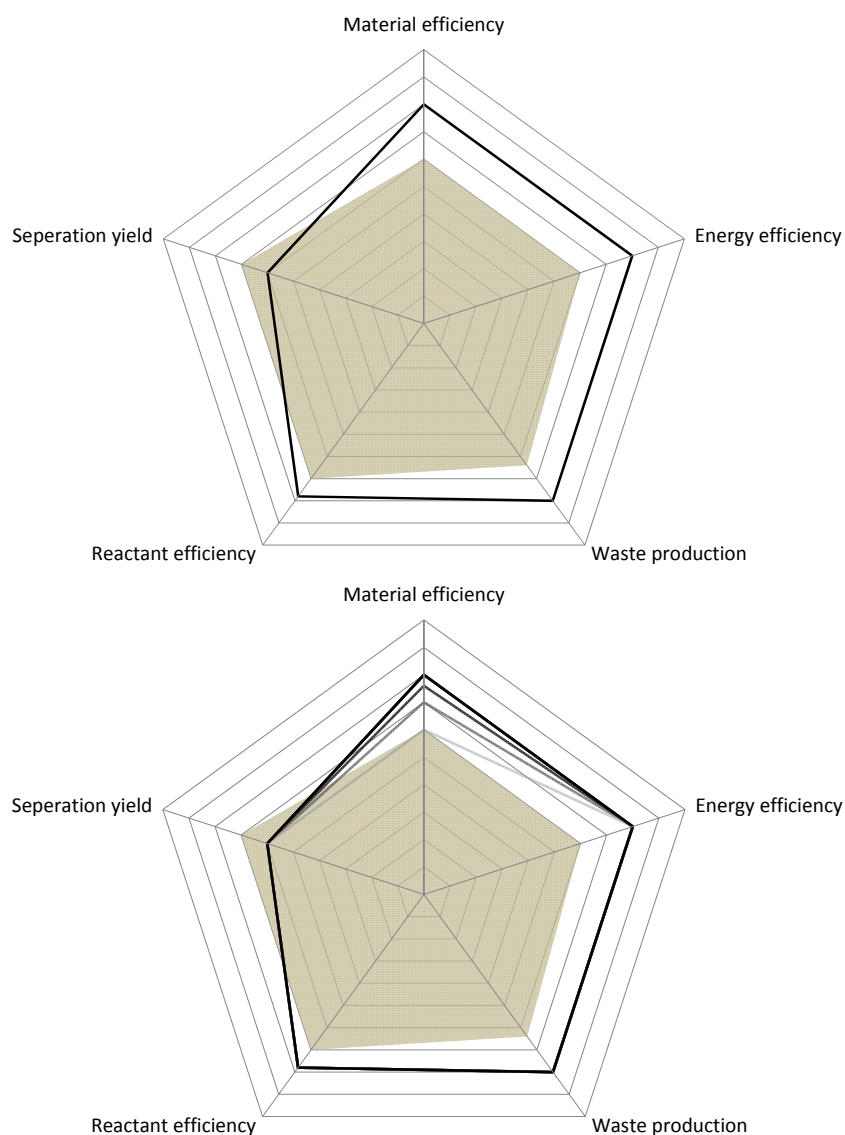 Material efficiency
Seperation yield
Energy efficiency
Reactant efficiency
Waste production
Material efficiency
Seperation yield
Energy efficiency
Reactant efficiency
Waste production